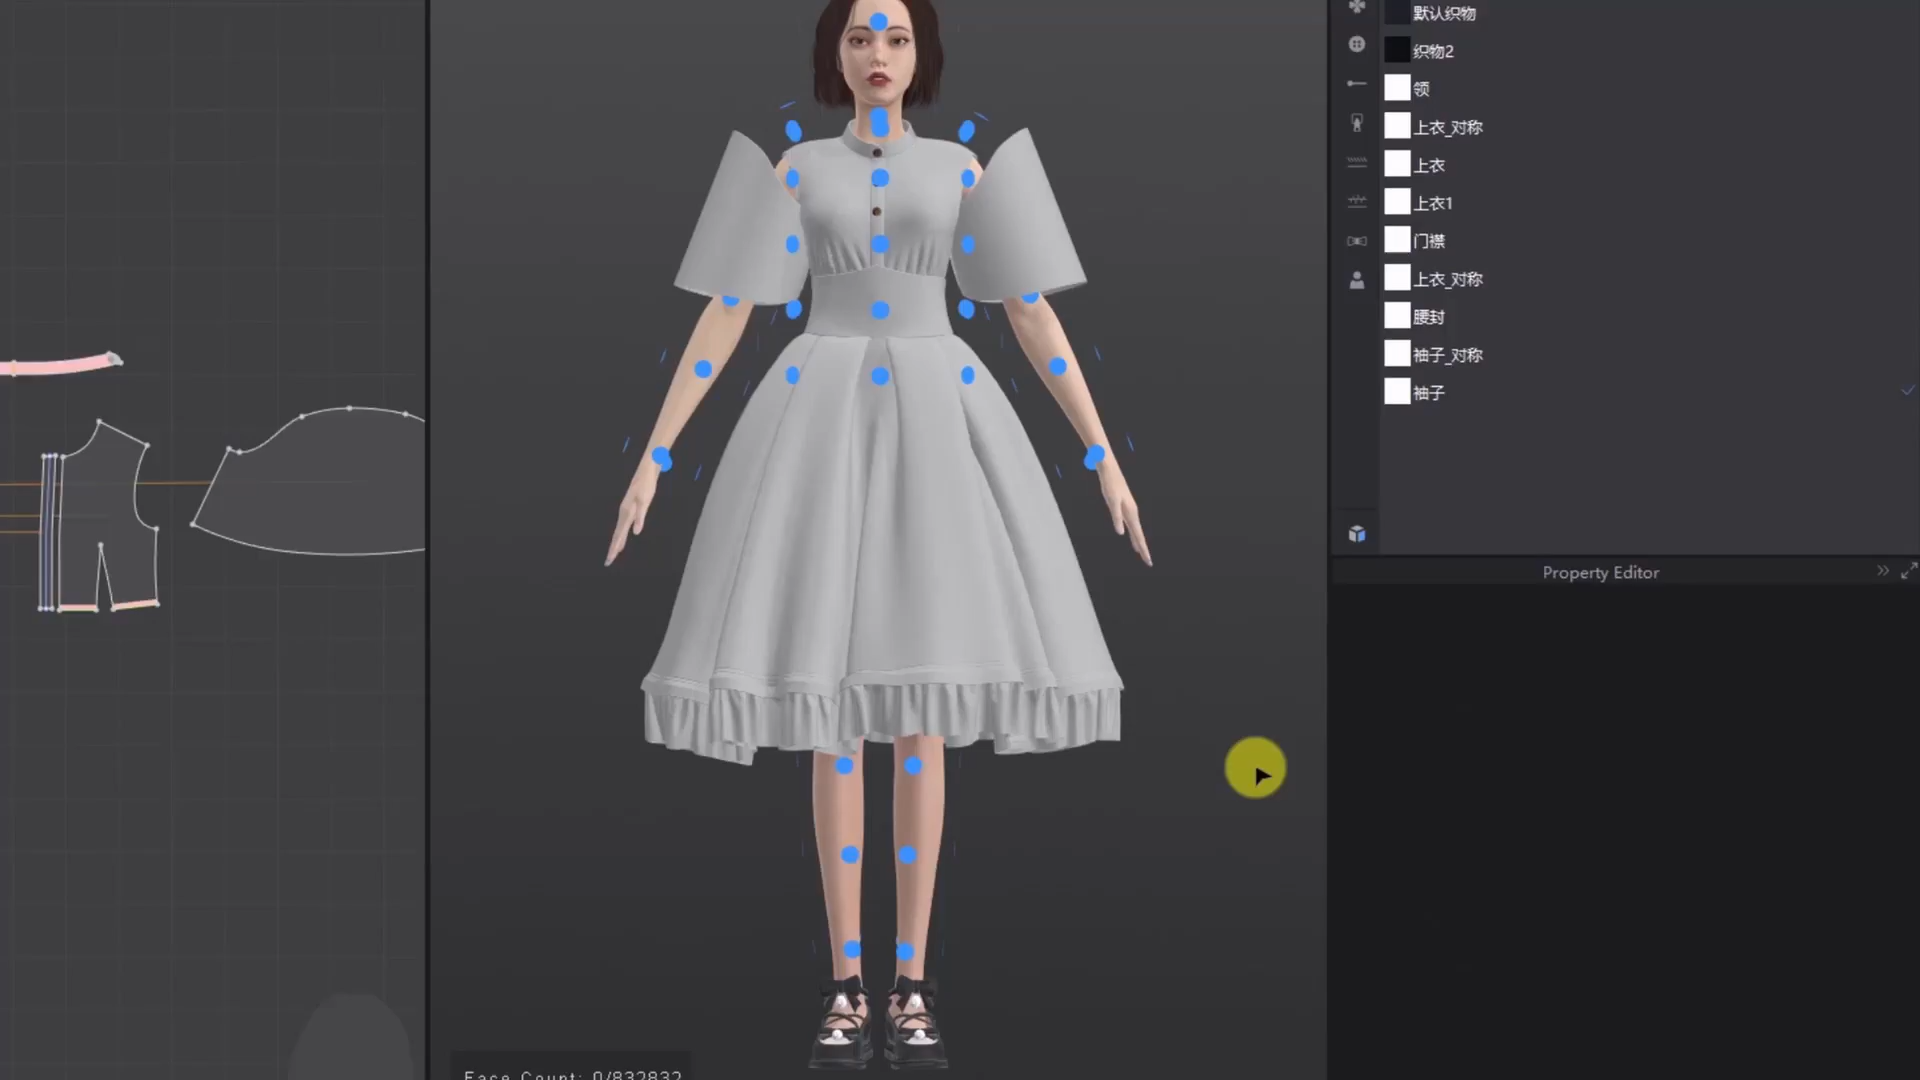 默认织物
织物2
领
上衣_对称
上衣
上衣1
门襟
上衣_对称
腰封
袖子_对称
袖子
Property Editor
Face Count: 0/832832